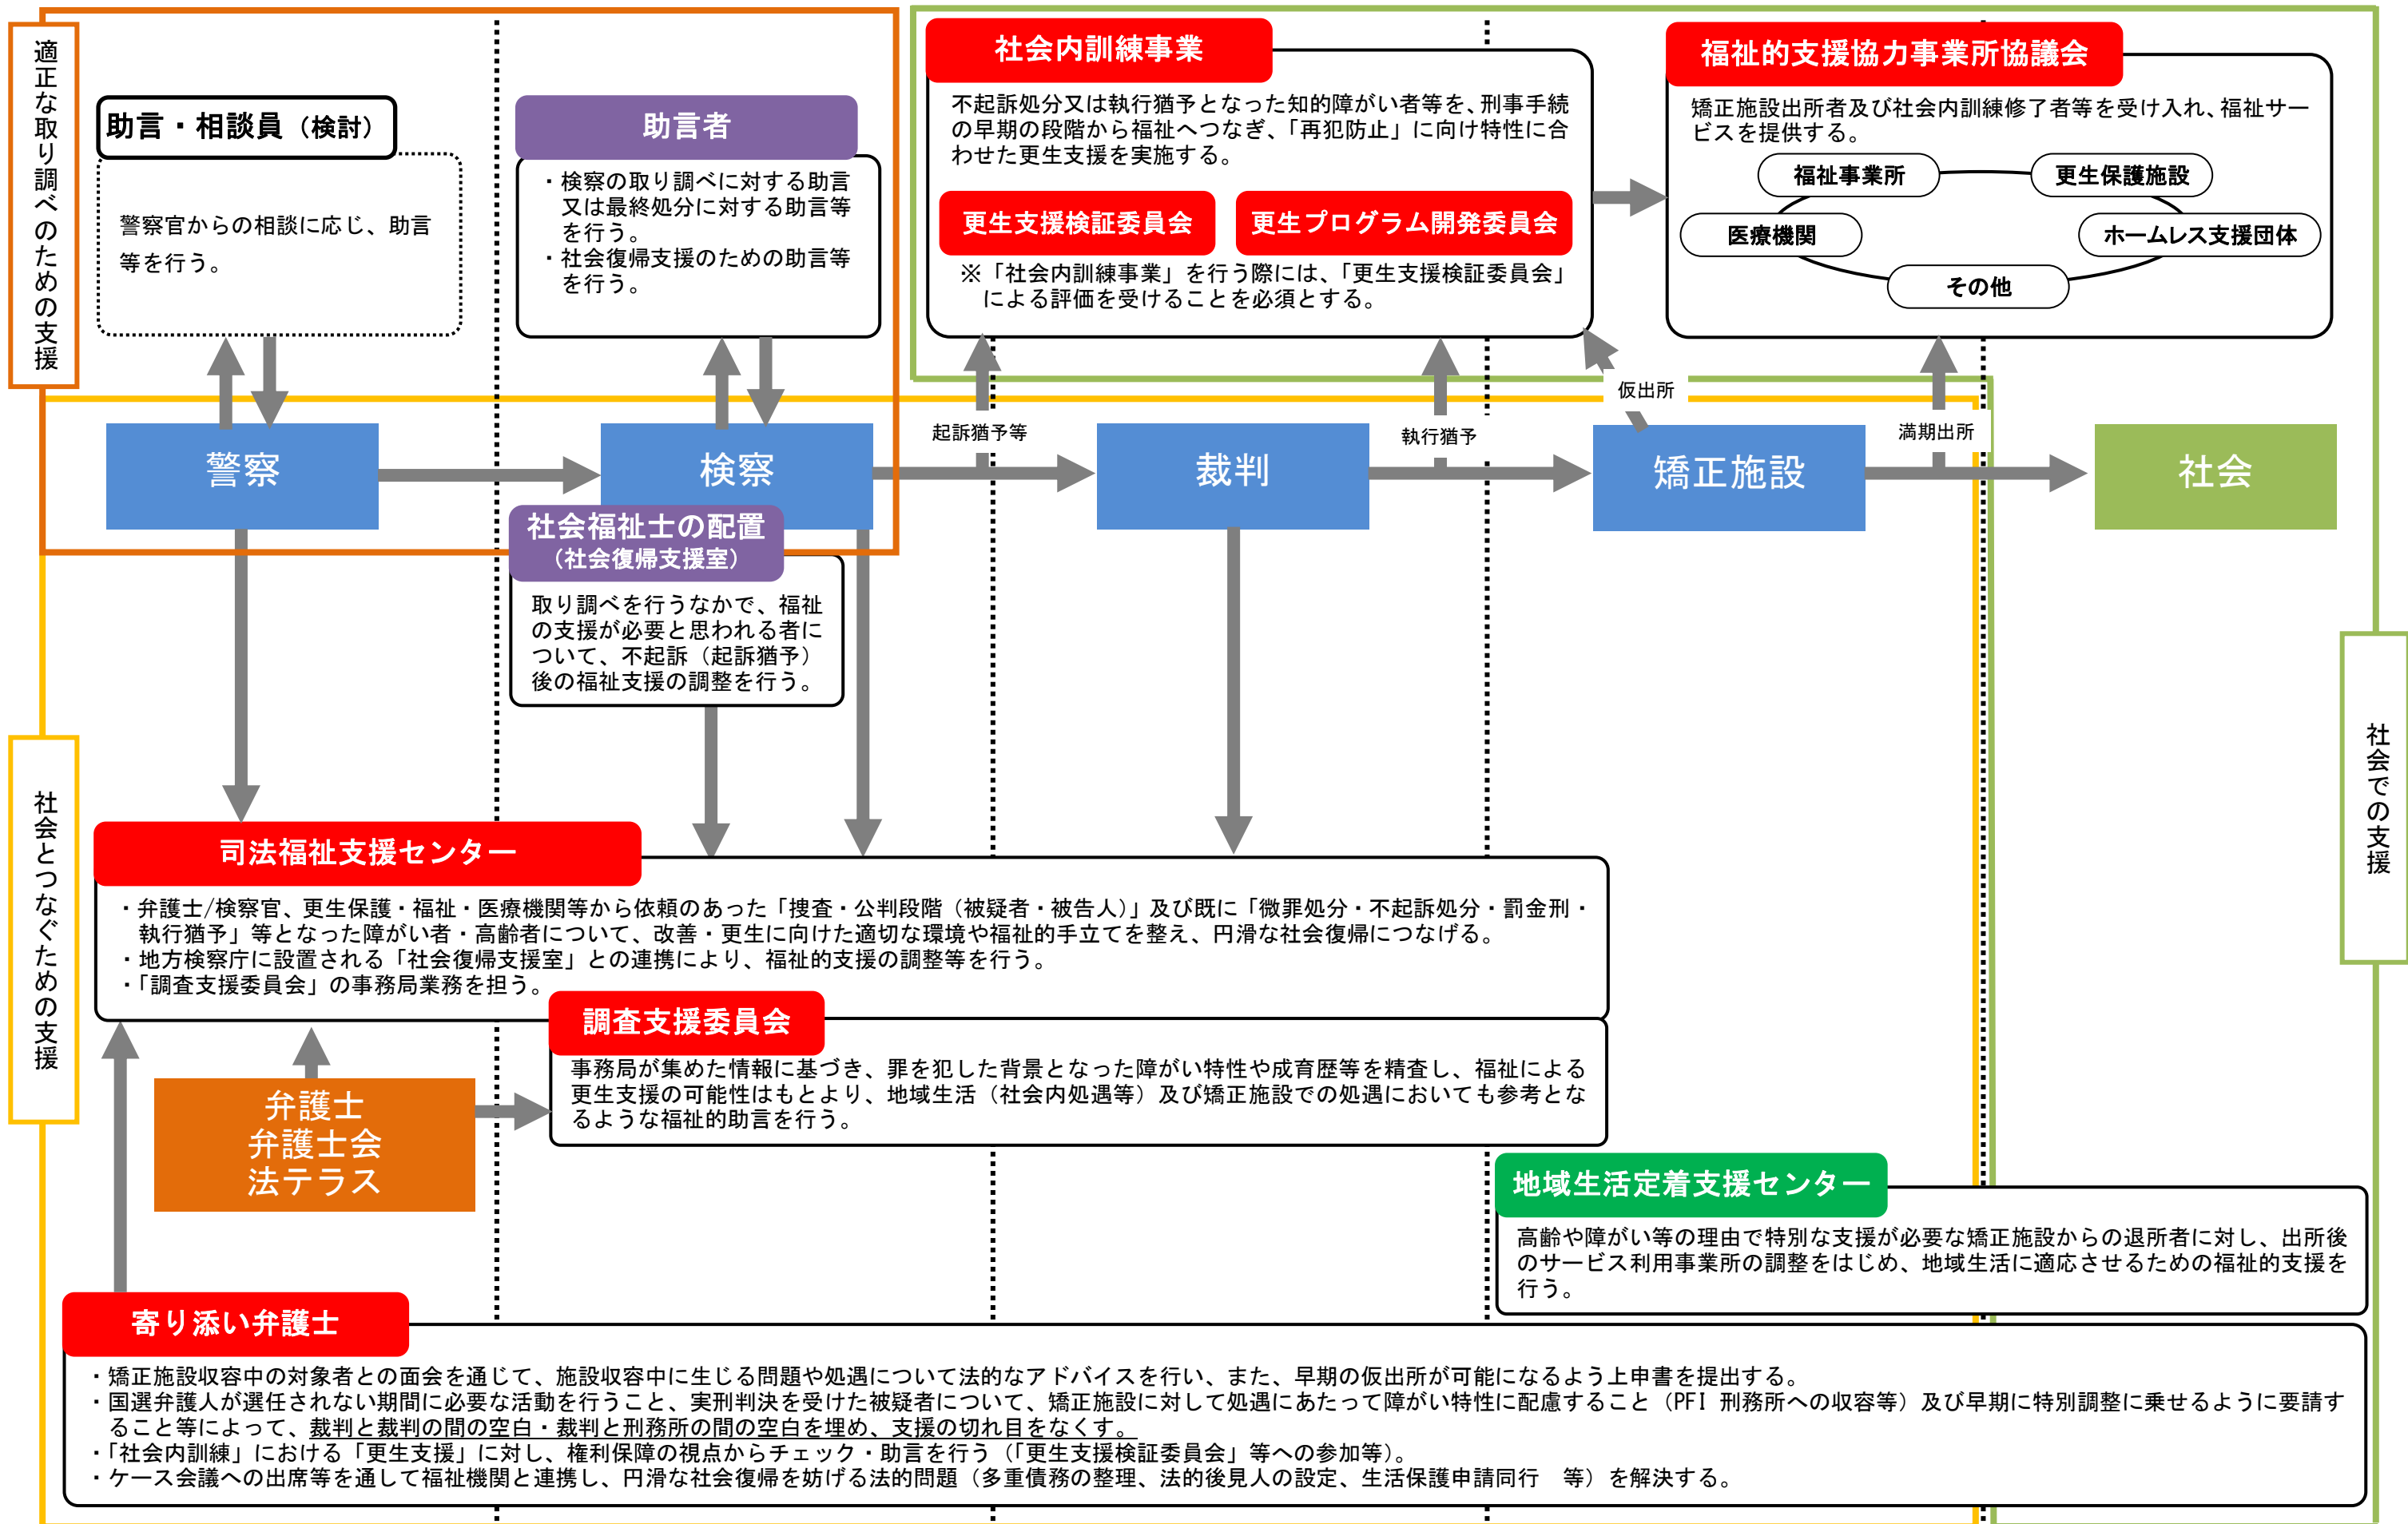 適正な取り調べのための支援
助言・相談員（検討）
警察官からの相談に応じ、助言
等を行う。
助言者
・検察の取り調べに対する助言
又は最終処分に対する助言等
を行う。
・社会復帰支援のための助言等
を行う。
社会内訓練事業
不起訴処分又は執行猶予となった知的障がい者等を、刑事手続
の早期の段階から福祉へつなぎ、「再犯防止」に向け特性に合
わせた更生支援を実施する。
更生支援検証委員会
更生プログラム開発委員会
※「社会内訓練事業」を行う際には、「更生支援検証委員会」
による評価を受けることを必須とする。
福祉的支援協力事業所協議会
矯正施設出所者及び社会内訓練修了者等を受け入れ、福祉サー
ビスを提供する。
福祉事業所
更生保護施設
医療機関
ホームレス支援団体
その他
仮出所
起訴猶予等
執行猶予
満期出所
警察
検察
裁判
矯正施設
社会
社会福祉士の配置
（社会復帰支援室）
取り調べを行うなかで、福祉
の支援が必要と思われる者に
ついて、不起訴（起訴猶予）
後の福祉支援の調整を行う。
社会での支援
社会とつなぐための支援
司法福祉支援センター
・弁護士/検察官、更生保護・福祉・医療機関等から依頼のあった「捜査・公判段階（被疑者・被告人）」及び既に「微罪処分・不起訴処分・罰金刑・
執行猶予」等となった障がい者・高齢者について、改善・更生に向けた適切な環境や福祉的手立てを整え、円滑な社会復帰につなげる。
・地方検察庁に設置される「社会復帰支援室」との連携により、福祉的支援の調整等を行う。
・「調査支援委員会」の事務局業務を担う。
調査支援委員会
事務局が集めた情報に基づき、罪を犯した背景となった障がい特性や成育歴等を精査し、福祉による
更生支援の可能性はもとより、地域生活（社会内処遇等）及び矯正施設での処遇においても参考とな
るような福祉的助言を行う。
弁護士
弁護士会
法テラス
地域生活定着支援センター
高齢や障がい等の理由で特別な支援が必要な矯正施設からの退所者に対し、出所後
のサービス利用事業所の調整をはじめ、地域生活に適応させるための福祉的支援を
行う。
寄り添い弁護士
・矯正施設収容中の対象者との面会を通じて、施設収容中に生じる問題や処遇について法的なアドバイスを行い、また、早期の仮出所が可能になるよう上申書を提出する。
・国選弁護人が選任されない期間に必要な活動を行うこと、実刑判決を受けた被疑者について、矯正施設に対して処遇にあたって障がい特性に配慮すること（PFI 刑務所への収容等）及び早期に特別調整に乗せるように要請す
ること等によって、裁判と裁判の間の空白・裁判と刑務所の間の空白を埋め、支援の切れ目をなくす。
・「社会内訓練」における「更生支援」に対し、権利保障の視点からチェック・助言を行う（「更生支援検証委員会」等への参加等）。
・ケース会議への出席等を通して福祉機関と連携し、円滑な社会復帰を妨げる法的問題（多重債務の整理、法的後見人の設定、生活保護申請同行　等）を解決する。